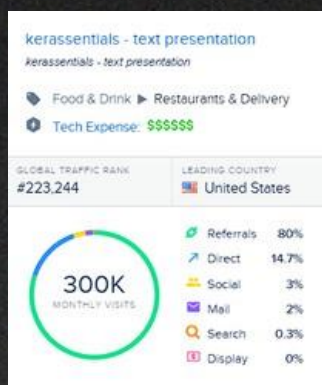 kerassentials - text presentation
kerassentials - text presentation
Food & Drink ▶ Restaurants & Delivery
Tech Expense: $$$$$$
GLOBAL TRAFFIC RANK
#223,244
LEADING COUNTRY
United States
300K
MONTHLY VISITS
Referrals 80%
Direct 14.7%
Social 3%
Mail 2%
Search 0.3%
Display 0%